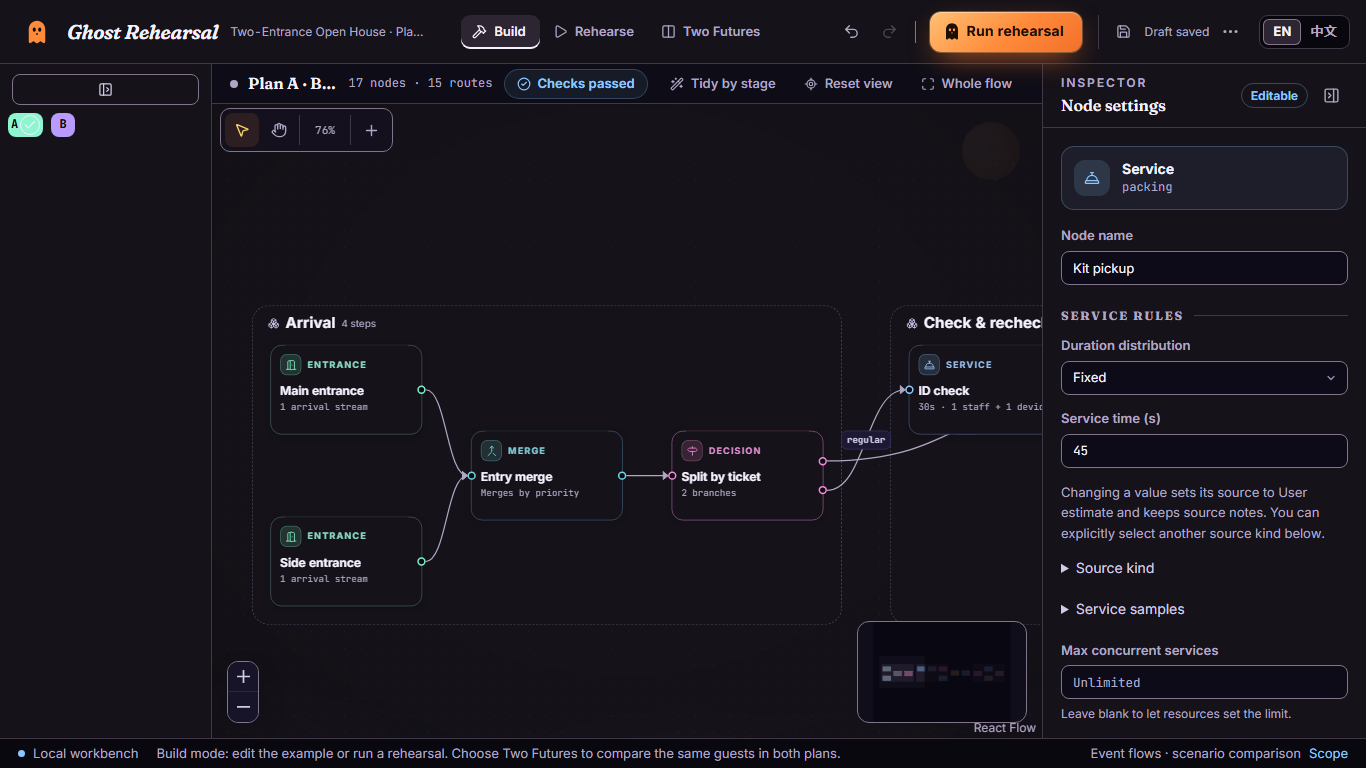 Ghost Rehearsal
Two-Entrance Open House · Pla…
Build
Rehearse
Two Futures
Run rehearsal
Draft saved
EN
中文
A
B
Plan A · B…
17 nodes · 15 routes
Checks passed
Tidy by stage
Reset view
Whole flow
76%
Arrival 4 steps
ENTRANCE
Main entrance
1 arrival stream
MERGE
Entry merge
Merges by priority
DECISION
Split by ticket
2 branches
ENTRANCE
Side entrance
1 arrival stream
regular
Check & recheck
SERVICE
ID check
30s · 1 staff + 1 devic
React Flow
INSPECTOR
Node settings
Editable
Service
packing
Node name
Kit pickup
SERVICE RULES
Duration distribution
Fixed
Service time (s)
45
Changing a value sets its source to User
estimate and keeps source notes. You can
explicitly select another source kind below.
Source kind
Service samples
Max concurrent services
Unlimited
Leave blank to let resources set the limit.
Local workbench
Build mode: edit the example or run a rehearsal. Choose Two Futures to compare the same guests in both plans.
Event flows · scenario comparison
Scope